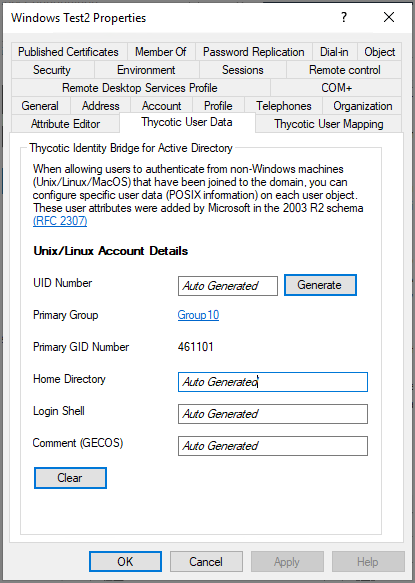 Windows Test2 Properties ? ×
Published Certificates Member Of Password Replication Dial-in Object
Security Environment Sessions Remote control
Remote Desktop Services Profile COM+
General Address Account Profile Telephones Organization
Attribute Editor Thycotic User Data Thycotic User Mapping
Thycotic Identity Bridge for Active Directory
When allowing users to authenticate from non-Windows machines
(Unix/Linux/MacOS) that have been joined to the domain, you can
configure specific user data (POSIX information) on each user object.
These user attributes were added by Microsoft in the 2003 R2 schema
(RFC 2307)
Unix/Linux Account Details
UID Number Auto Generated Generate
Primary Group Group10
Primary GID Number 461101
Home Directory Auto Generated
Login Shell Auto Generated
Comment (GECOS) Auto Generated
Clear
OK Cancel Apply Help